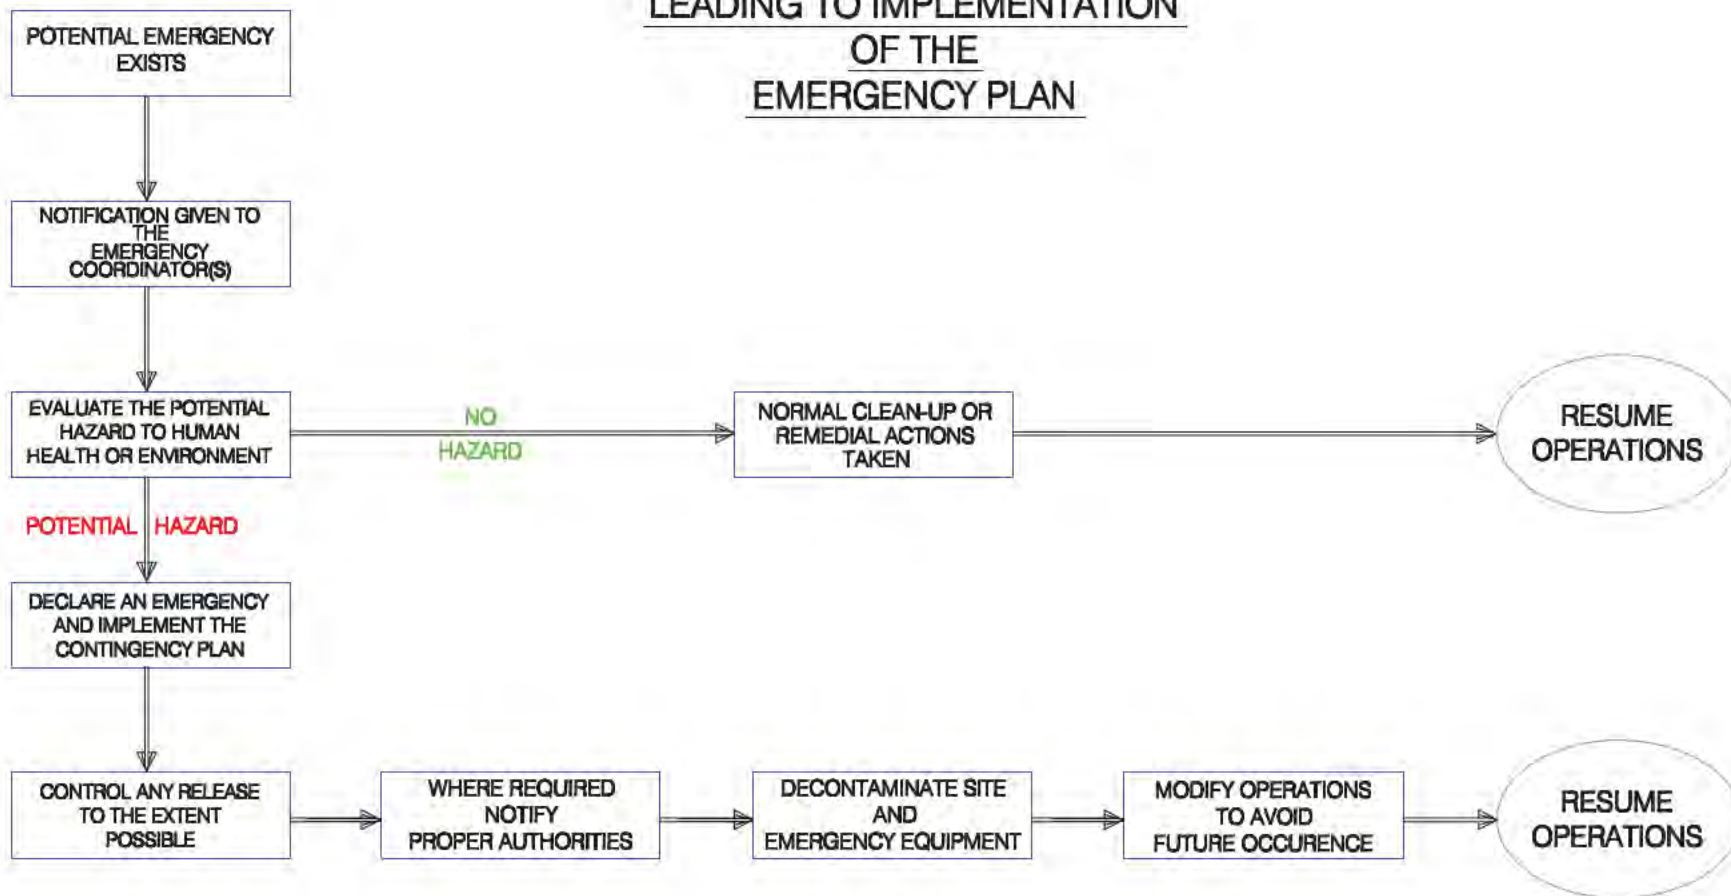 LEADING TO IMPLEMENTATION
OF THE
EMERGENCY PLAN
POTENTIAL EMERGENCY
EXISTS
NOTIFICATION GIVEN TO
THE
EMERGENCY
COORDINATOR(S)
EVALUATE THE POTENTIAL
HAZARD TO HUMAN
HEALTH OR ENVIRONMENT
NO
HAZARD
NORMAL CLEAN-UP OR
REMEDIAL ACTIONS
TAKEN
RESUME
OPERATIONS
POTENTIAL HAZARD
DECLARE AN EMERGENCY
AND IMPLEMENT THE
CONTINGENCY PLAN
CONTROL ANY RELEASE
TO THE EXTENT
POSSIBLE
WHERE REQUIRED
NOTIFY
PROPER AUTHORITIES
DECONTAMINATE SITE
AND
EMERGENCY EQUIPMENT
MODIFY OPERATIONS
TO AVOID
FUTURE OCCURENCE
RESUME
OPERATIONS